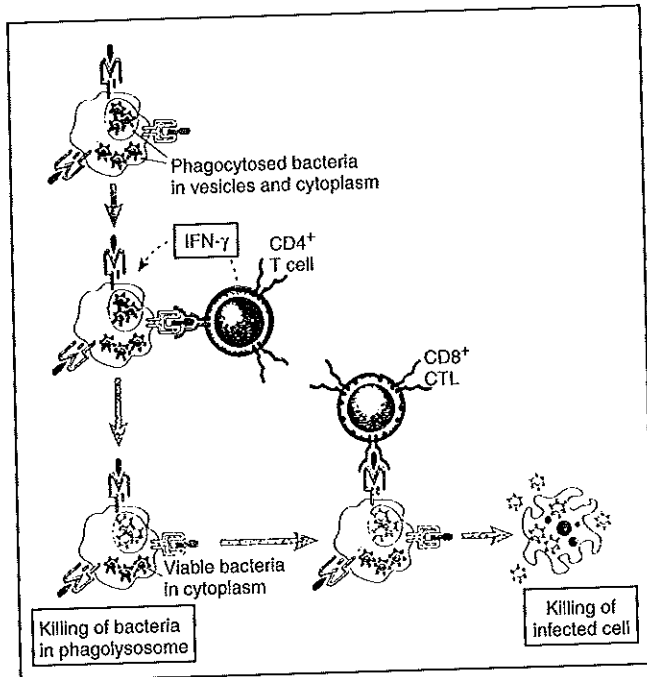 Phagocytosed bacteria
in vesicles and cytoplasm
IFN-γ
CD4+
T cell
CD8+
CTL
Viable bacteria
in cytoplasm
Killing of bacteria
in phagolysosome
Killing of
infected cell